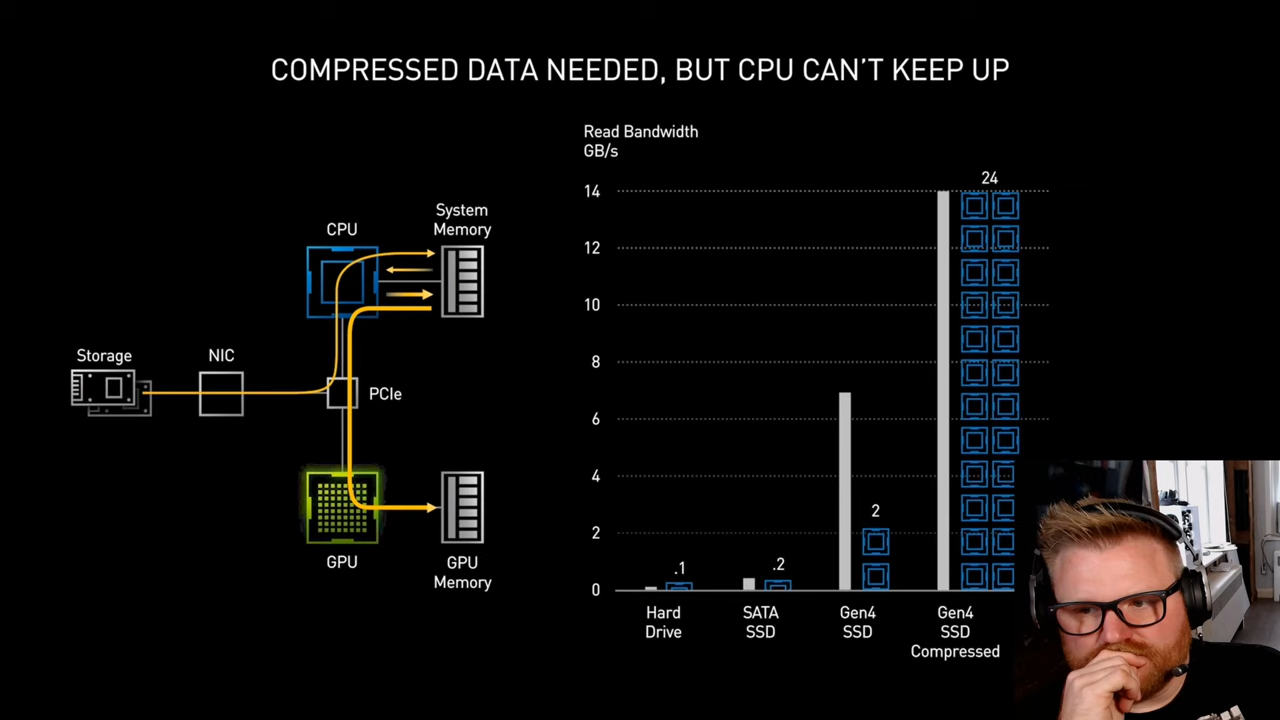 COMPRESSED DATA NEEDED, BUT CPU CAN'T KEEP UP
CPU
System
Memory
Storage
NIC
PCIe
GPU
GPU
Memory
Read Bandwidth
GB/s
14
12
10
8
6
4
2
0
.1
.2
2
24
Hard
Drive
SATA
SSD
Gen4
SSD
Gen4
SSD
Compressed